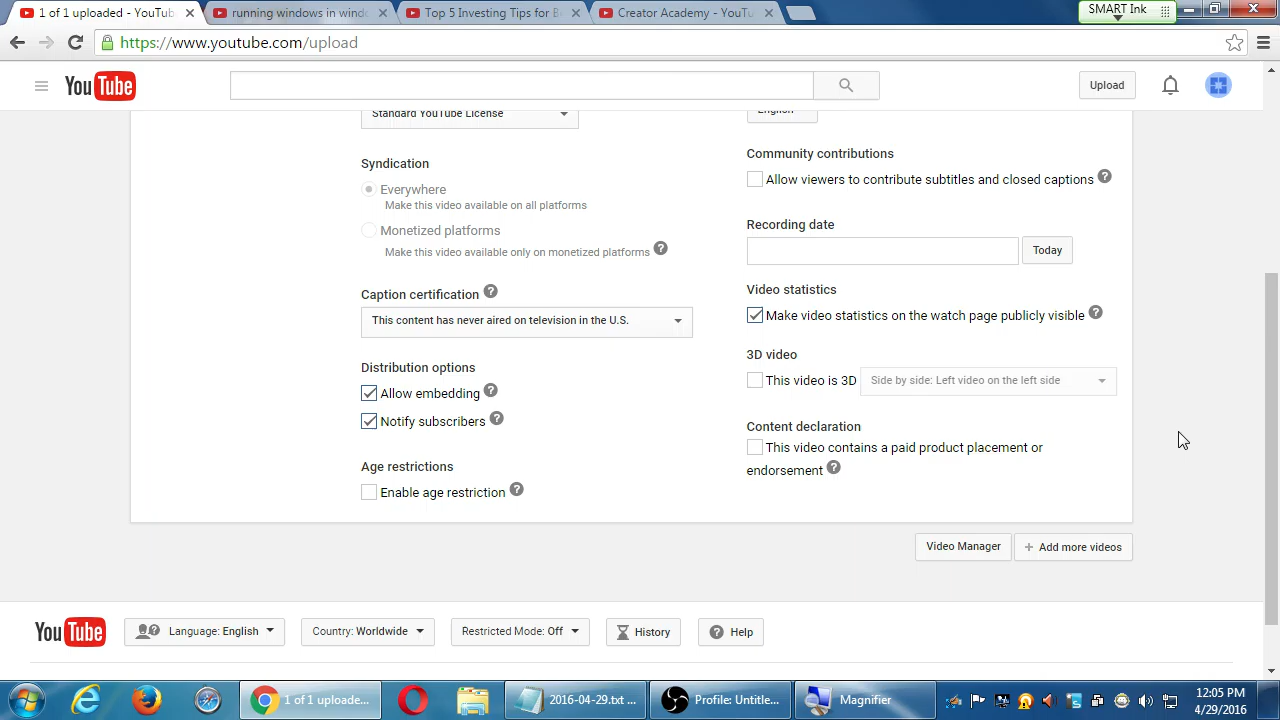 1 of 1 uploaded - YouTub
running windows in windo
Top 5 Investing Tips for B
Creator Academy - YouTu
SMART Ink
https://www.youtube.com/upload
YouTube
Upload
Standard YouTube License
English
Syndication
Everywhere
Make this video available on all platforms
Monetized platforms
Make this video available only on monetized platforms ?
Caption certification ?
This content has never aired on television in the U.S.
Distribution options
Allow embedding ?
Notify subscribers ?
Age restrictions
Enable age restriction ?
Community contributions
Allow viewers to contribute subtitles and closed captions ?
Recording date
Today
Video statistics
Make video statistics on the watch page publicly visible ?
3D video
This video is 3D
Side by side: Left video on the left side
Content declaration
This video contains a paid product placement or
endorsement ?
Video Manager
+ Add more videos
YouTube
Language: English
Country: Worldwide
Restricted Mode: Off
History
? Help
1 of 1 uploade...
2016-04-29.txt ...
Profile: Untitle...
Magnifier
12:05 PM
4/29/2016